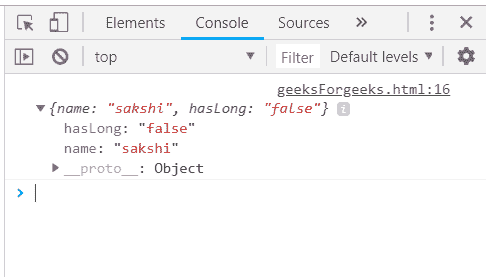 Elements Console Sources »
top Filter Default levels
geeksForgeeks.html:16
{name: "sakshi", hasLong: "false"} i
hasLong: "false"
name: "sakshi"
__proto__: Object
>